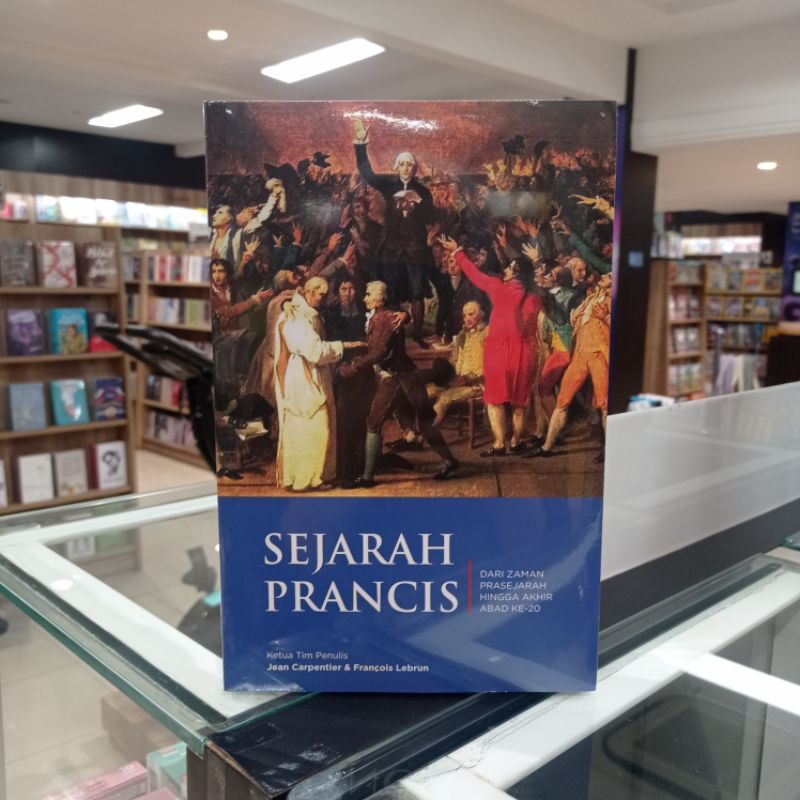 SEJARAH
PRANCIS
DARI ZAMAN
PRASEJARAH
HINGGA AKHIR
ABAD KE-20
Ketua Tim Penulis
Jean Carpentier & François Lebrun